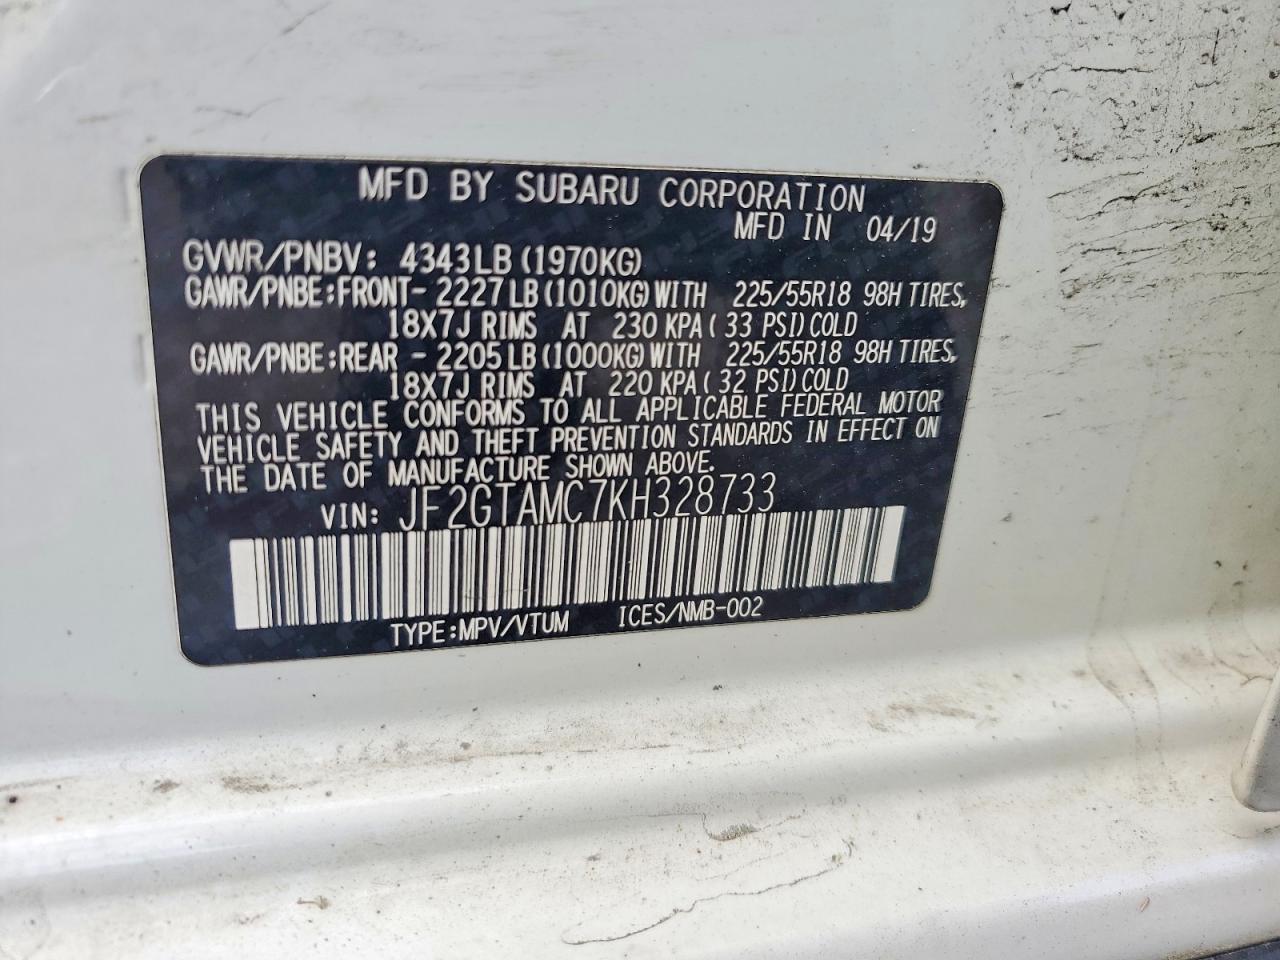 MFD BY SUBARU CORPORATION
MFD IN 04/19
GVWR/PNBV: 4343LB (1970KG)
GAWR/PNBE:FRONT- 2227LB(1010KG)WITH 225/55R18 98H TIRES,
18X7J RIMS AT 230 KPA( 33 PSI)COLD
GAWR/PNBE:REAR - 2205LB(1000KG)WITH 225/55R18 98H TIRES,
18X7J RIMS AT 220 KPA( 32 PSI)COLD
THIS VEHICLE CONFORMS TO ALL APPLICABLE FEDERAL MOTOR
VEHICLE SAFETY AND THEFT PREVENTION STANDARDS IN EFFECT ON
THE DATE OF MANUFACTURE SHOWN ABOVE.
VIN: JF2GTAMC7KH328733
TYPE:MPV/VTUM ICES/NMB-002